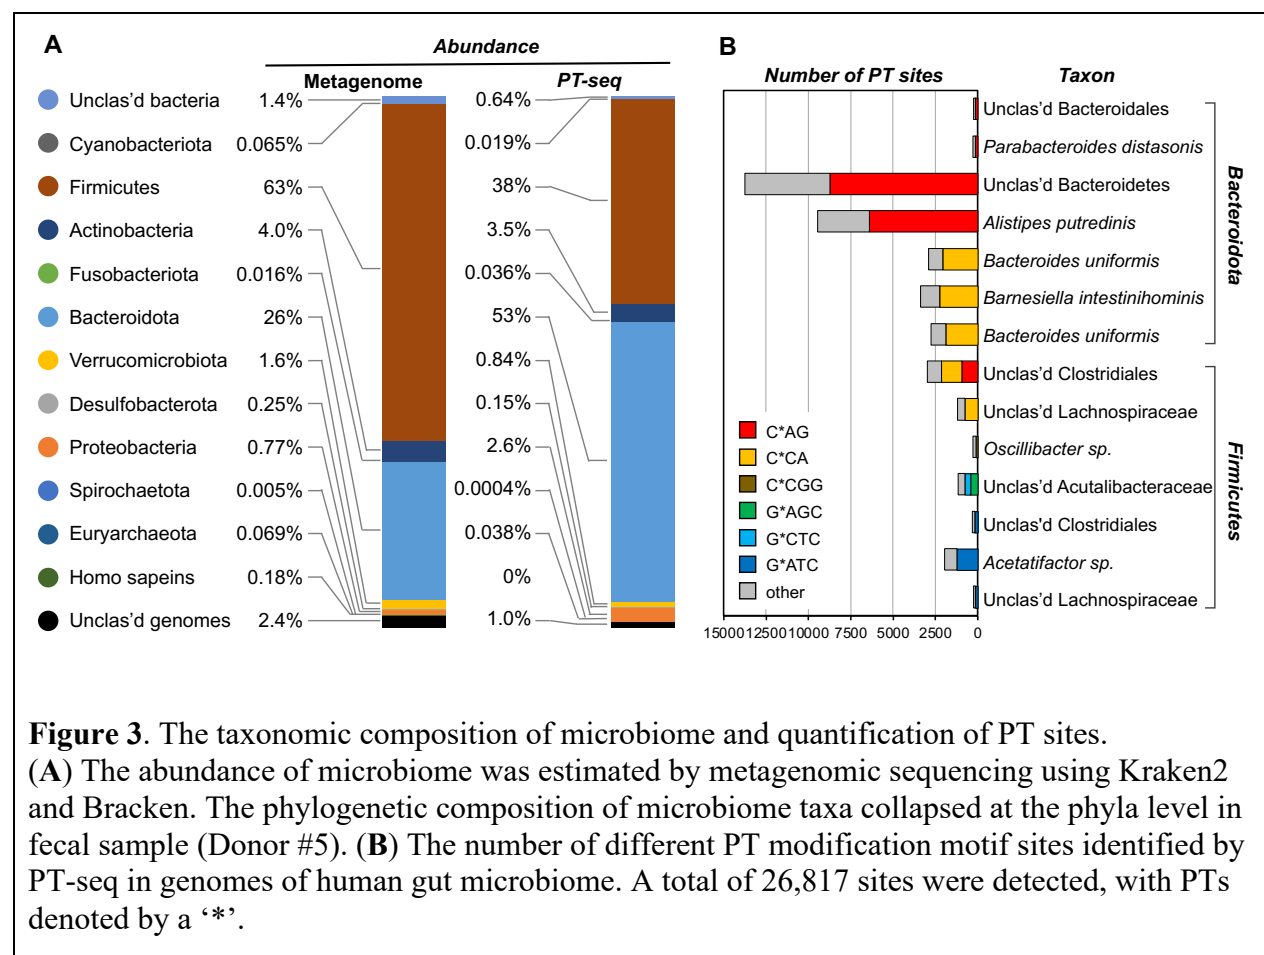 A
Abundance
Metagenome
PT-seq
Unclas’d bacteria 1.4% 0.64%
Cyanobacteriota 0.065% 0.019%
Firmicutes 63% 38%
Actinobacteria 4.0% 3.5%
Fusobacteriota 0.016% 0.036%
Bacteroidota 26% 53%
Verrucomicrobiota 1.6% 0.84%
Desulfobacterota 0.25% 0.15%
Proteobacteria 0.77% 2.6%
Spirochaetota 0.005% 0.0004%
Euryarchaeota 0.069% 0.038%
Homo sapeins 0.18% 0%
Unclas’d genomes 2.4% 1.0%
B
Number of PT sites
Taxon
Unclas’d Bacteroidales
Parabacteroides distasonis
Unclas’d Bacteroidetes
Alistipes putredinis
Bacteroides uniformis
Barnesiella intestinihominis
Bacteroides uniformis
Unclas’d Clostridiales
Unclas’d Lachnospiraceae
Oscillibacter sp.
Unclas’d Acutalibacteraceae
Unclas'd Clostridiales
Acetatifactor sp.
Unclas’d Lachnospiraceae
Bacteroidota
Firmicutes
C*AG
C*CA
C*CGG
G*AGC
G*CTC
G*ATC
other
15000 12500 10000 7500 5000 2500 0
Figure 3. The taxonomic composition of microbiome and quantification of PT sites.
(A) The abundance of microbiome was estimated by metagenomic sequencing using Kraken2
and Bracken. The phylogenetic composition of microbiome taxa collapsed at the phyla level in
fecal sample (Donor #5). (B) The number of different PT modification motif sites identified by
PT-seq in genomes of human gut microbiome. A total of 26,817 sites were detected, with PTs
denoted by a ‘*’.